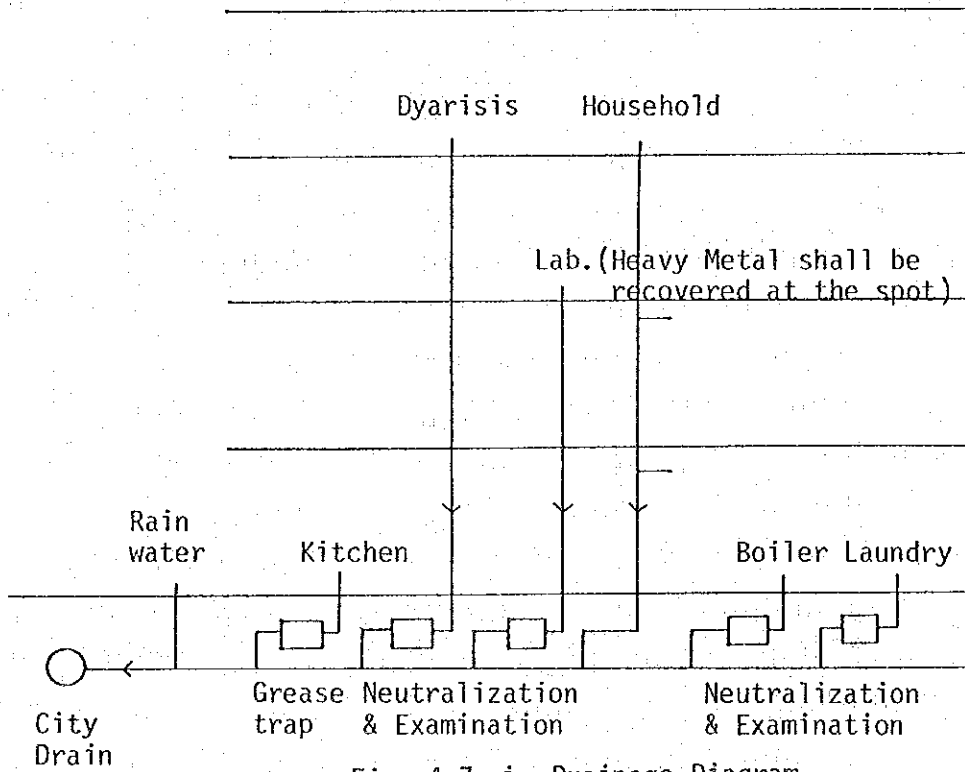 Dyarisis Household
Lab.(Heavy Metal shall be
recovered at the spot)
Rain
water
Kitchen
Boiler Laundry
Grease
trap
Neutralization
& Examination
Neutralization
& Examination
City
Drain
Drainage Diagram